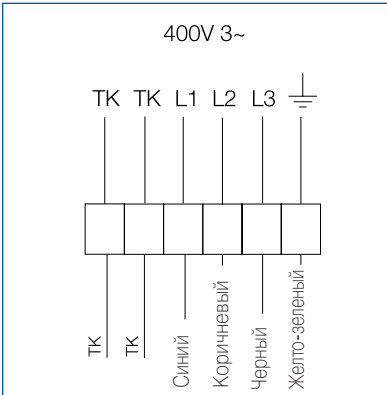 400V 3~
TK TK L1 L2 L3
TK
TK
Синий
Коричневый
Черный
Желто-зеленый